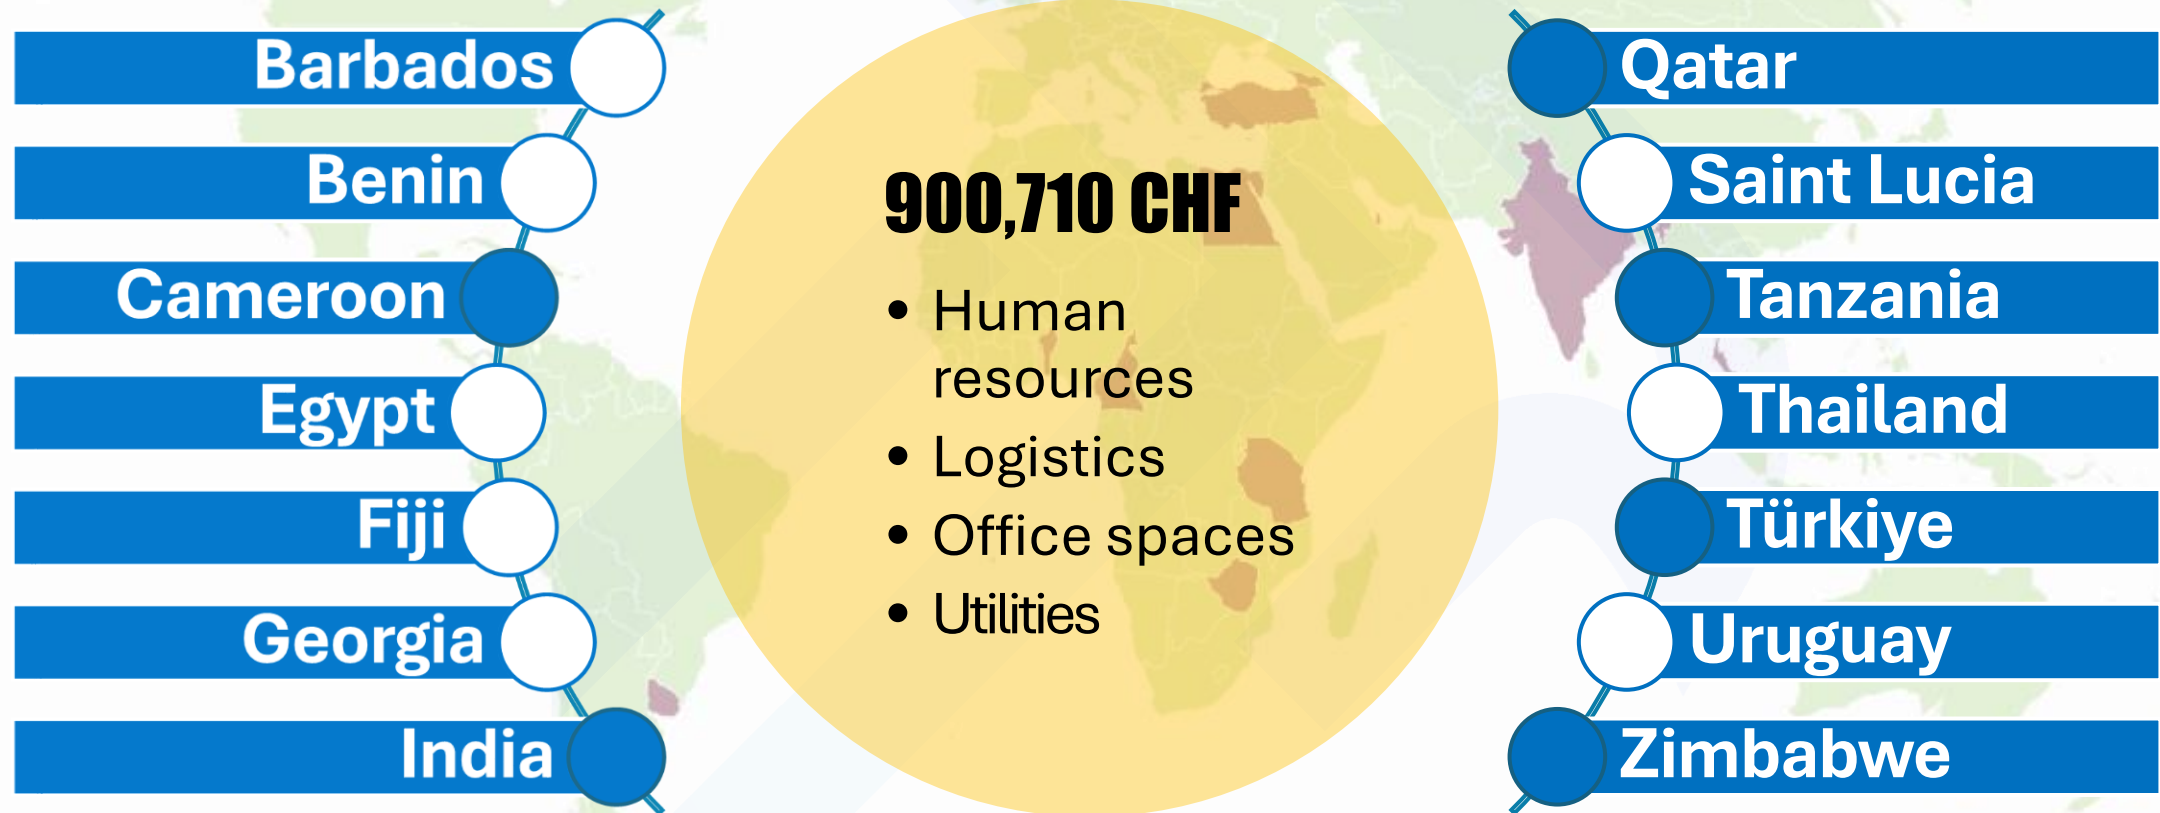 Barbados
Benin
Cameroon
Egypt
Fiji
Georgia
India
900,710 CHF
• Human
resources
• Logistics
• Office spaces
• Utilities
Qatar
Saint Lucia
Tanzania
Thailand
Türkiye
Uruguay
Zimbabwe